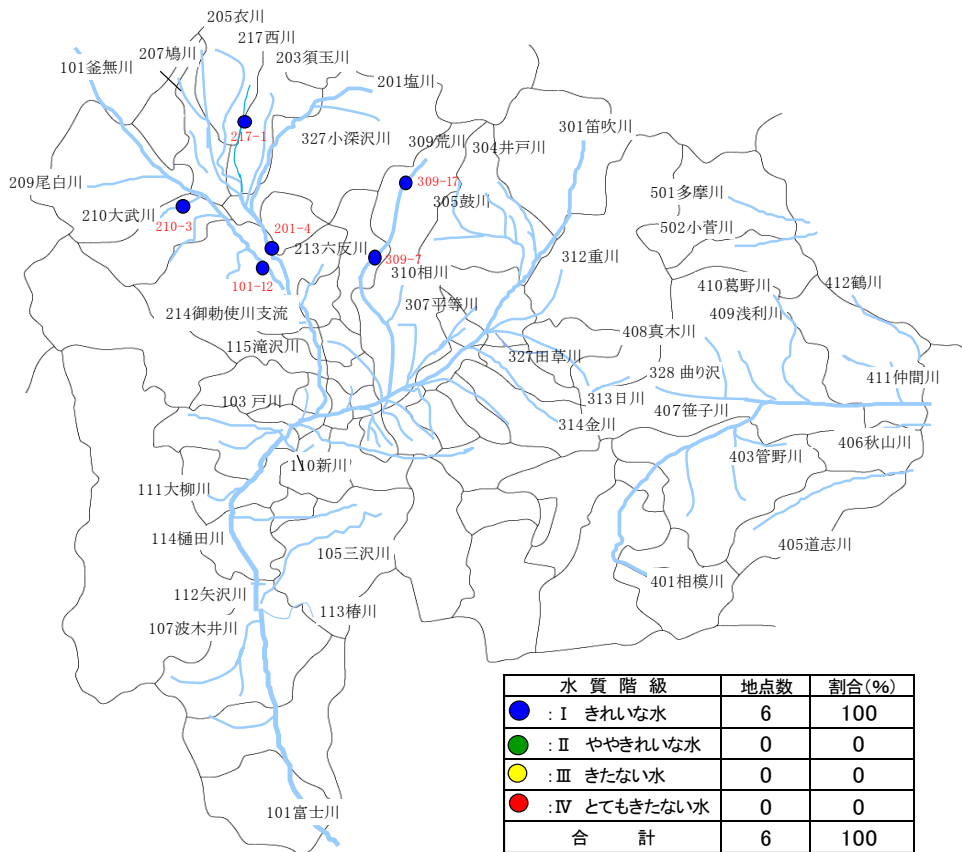 205衣川
217西川
207鳩川
203須玉川
101釜無川
201塩川
301笛吹川
217-1
327小深沢川
309荒川
304井戸川
309-17
209尾白川
501多摩川
305鼓川
210大武川
210-3
201-4
502小菅川
213六反川
309-7
312重川
310相川
101-12
410葛野川
412鶴川
307平等川
409浅利川
214御勅使川支流
408真木川
115滝沢川
327田草川
328 曲り沢
411仲間川
103 戸川
313日川
407笹子川
314金川
406秋山川
403管野川
110新川
111大柳川
114樋田川
105三沢川
405道志川
401相模川
112矢沢川
113椿川
107波木井川
101富士川
水 質 階 級 地点数 割合(%)
:Ⅰ きれいな水 6 100
:Ⅱ ややきれいな水 0 0
:Ⅲ きたない水 0 0
:Ⅳ とてもきたない水 0 0
合 計 6 100